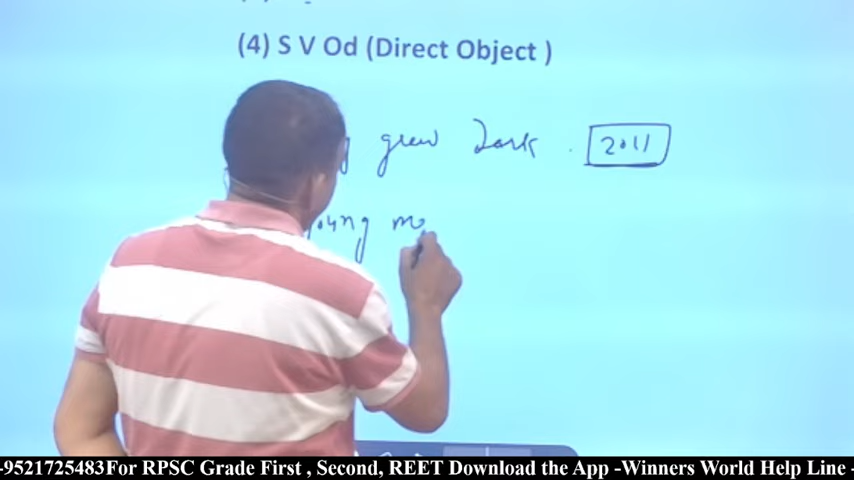 (4) S V Od (Direct Object )
grew dark . 2011
young
-9521725483For RPSC Grade First , Second, REET Download the App -Winners World Help Line -